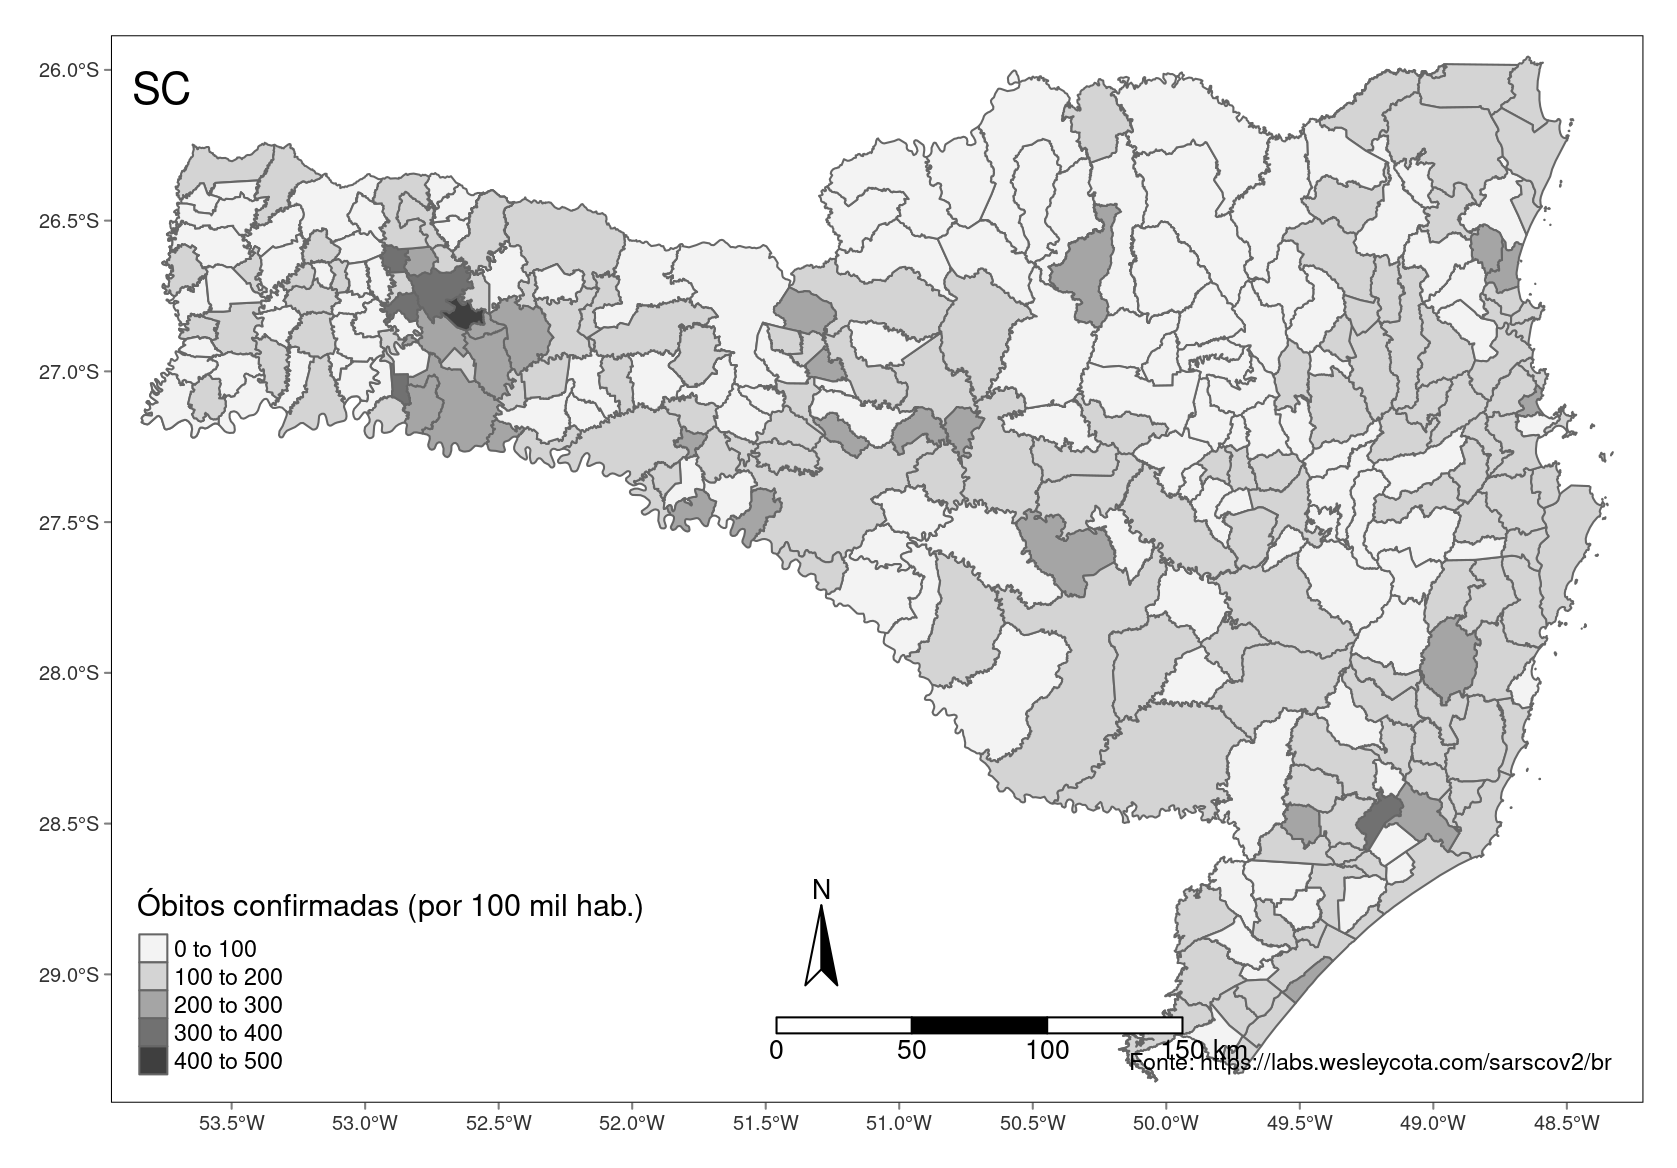 SC
26.0°S
26.5°S
27.0°S
27.5°S
28.0°S
28.5°S
29.0°S
N
Óbitos confirmadas (por 100 mil hab.)
0 to 100
100 to 200
200 to 300
300 to 400
400 to 500
0 50 100 150 km
Fonte: https://labs.wesleycota.com/sarscov2/br
53.5°W 53.0°W 52.5°W 52.0°W 51.5°W 51.0°W 50.5°W 50.0°W 49.5°W 49.0°W 48.5°W